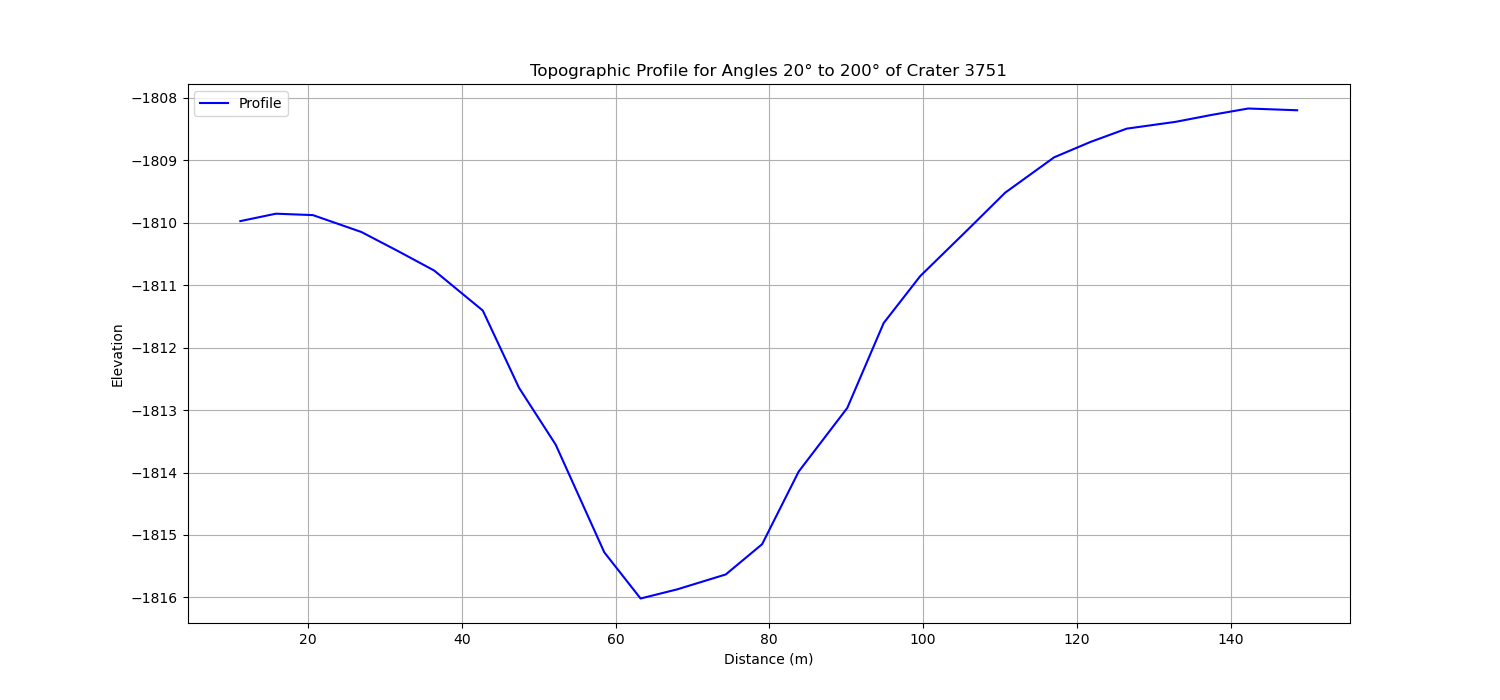 Topographic Profile for Angles 20° to 200° of Crater 3751
Profile
−1808
−1809
−1810
−1811
−1812
−1813
−1814
−1815
−1816
Elevation
20 40 60 80 100 120 140
Distance (m)